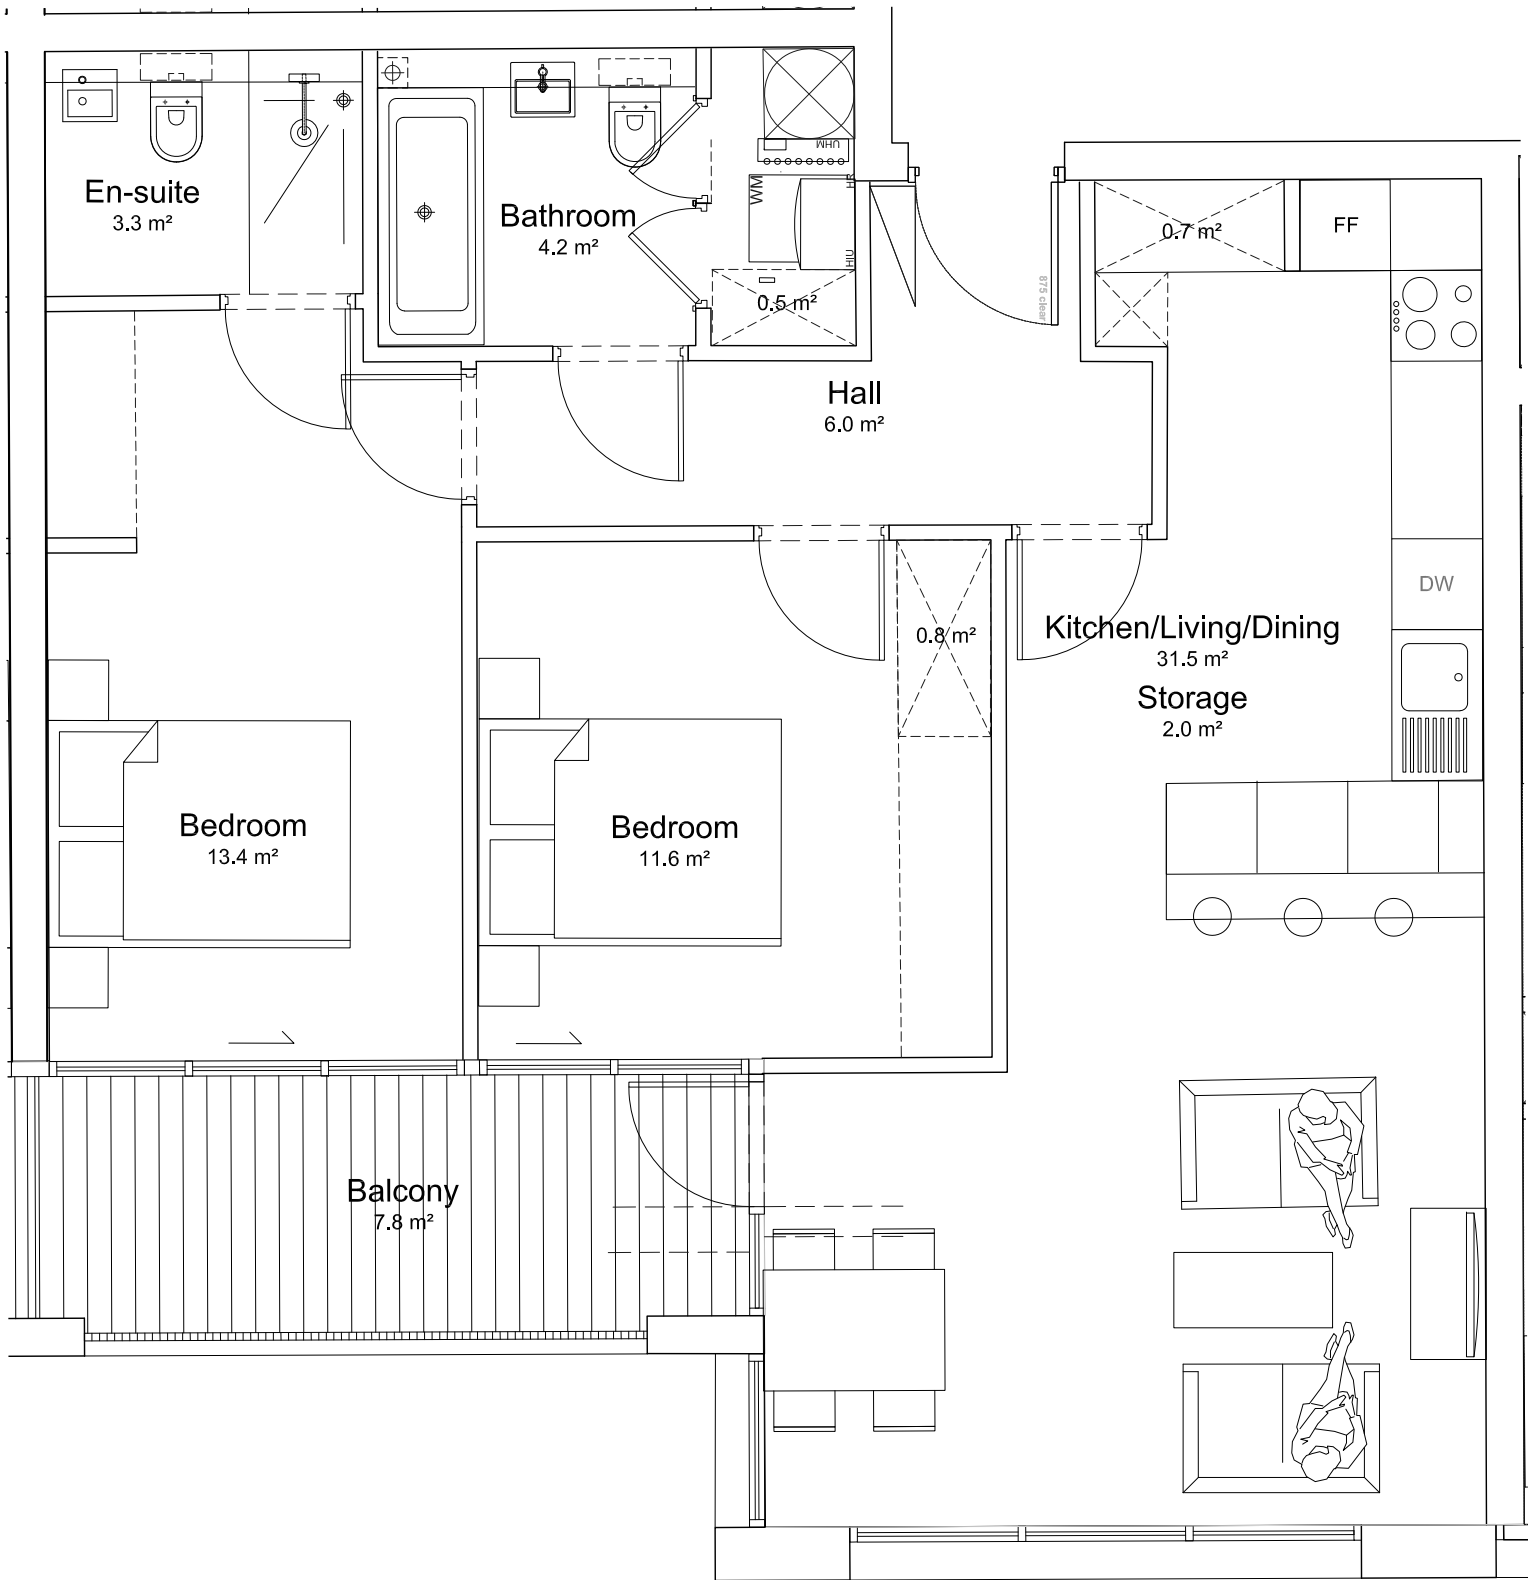 UHM
En-suite
3.3 m²
Bathroom
4.2 m²
WM
HIU
0.5 m²
875 clear
0.7 m²
FF
Hall
6.0 m²
DW
0.8 m²
Kitchen/Living/Dining
31.5 m²
Storage
2.0 m²
Bedroom
13.4 m²
Bedroom
11.6 m²
Balcony
7.8 m²